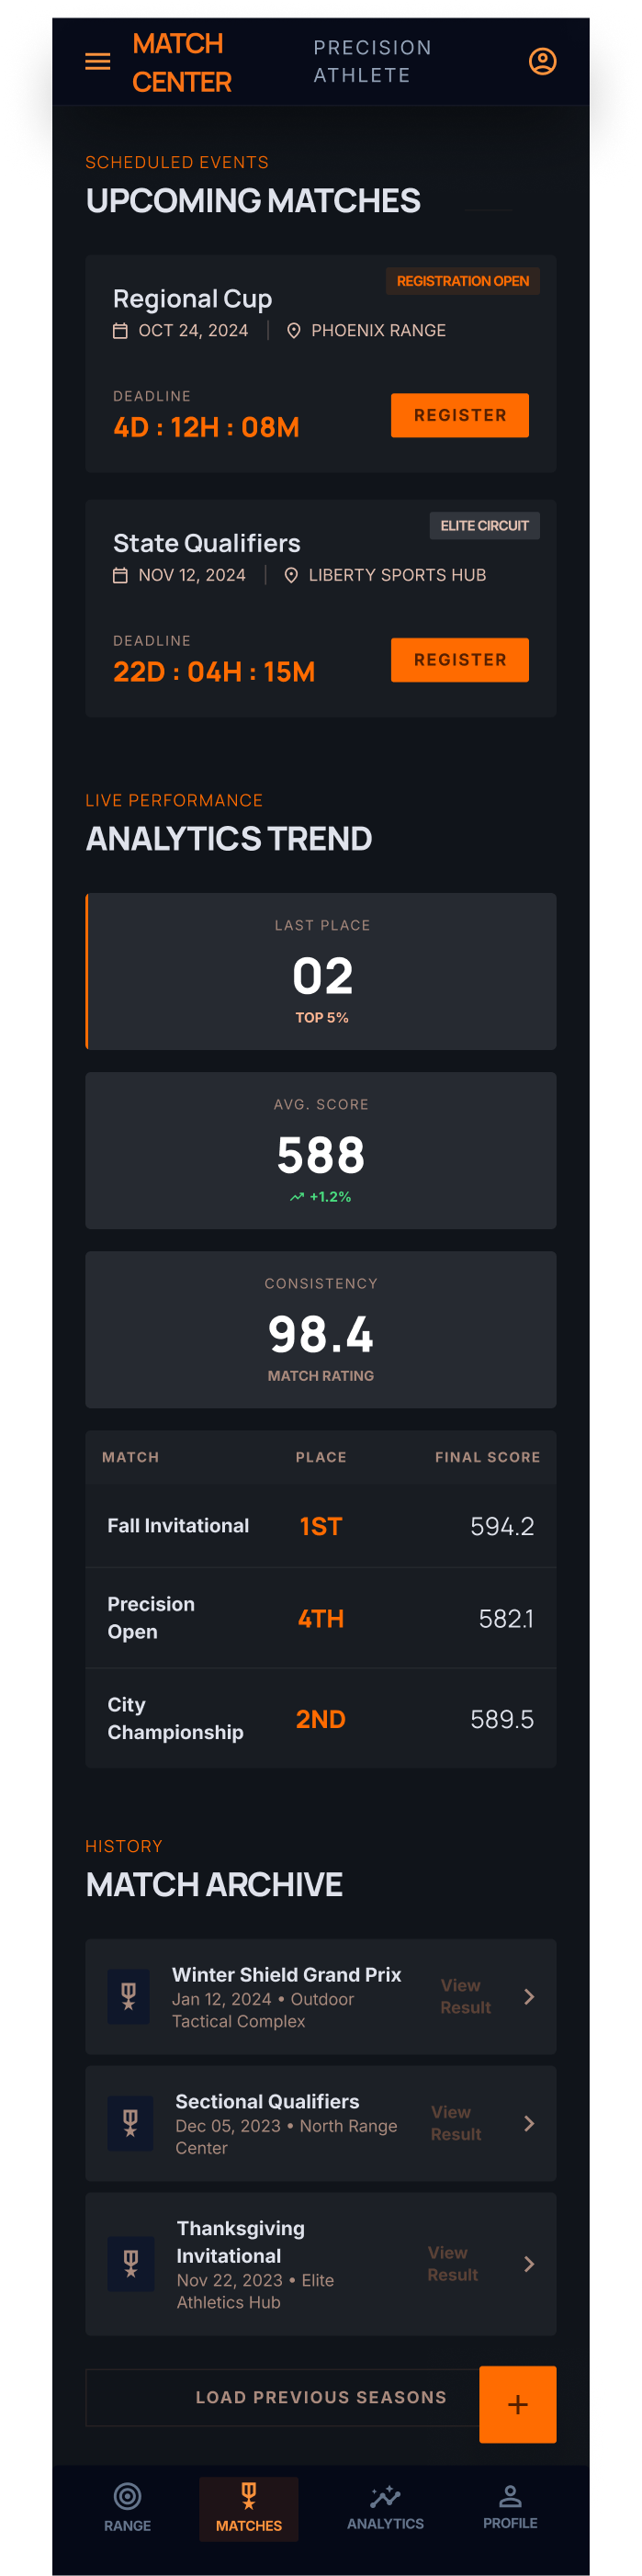 MATCH
CENTER
PRECISION
ATHLETE
SCHEDULED EVENTS
UPCOMING MATCHES
REGISTRATION OPEN
Regional Cup
OCT 24, 2024
PHOENIX RANGE
DEADLINE
4D : 12H : 08M
REGISTER
ELITE CIRCUIT
State Qualifiers
NOV 12, 2024
LIBERTY SPORTS HUB
DEADLINE
22D : 04H : 15M
REGISTER
LIVE PERFORMANCE
ANALYTICS TREND
LAST PLACE
02
TOP 5%
AVG. SCORE
588
+1.2%
CONSISTENCY
98.4
MATCH RATING
MATCH PLACE FINAL SCORE
Fall Invitational 1ST 594.2
Precision
Open
4TH 582.1
City
Championship
2ND 589.5
HISTORY
MATCH ARCHIVE
Winter Shield Grand Prix
Jan 12, 2024 • Outdoor
Tactical Complex
View
Result
Sectional Qualifiers
Dec 05, 2023 • North Range
Center
View
Result
Thanksgiving
Invitational
Nov 22, 2023 • Elite
Athletics Hub
View
Result
LOAD PREVIOUS SEASONS
+
RANGE
MATCHES
ANALYTICS
PROFILE